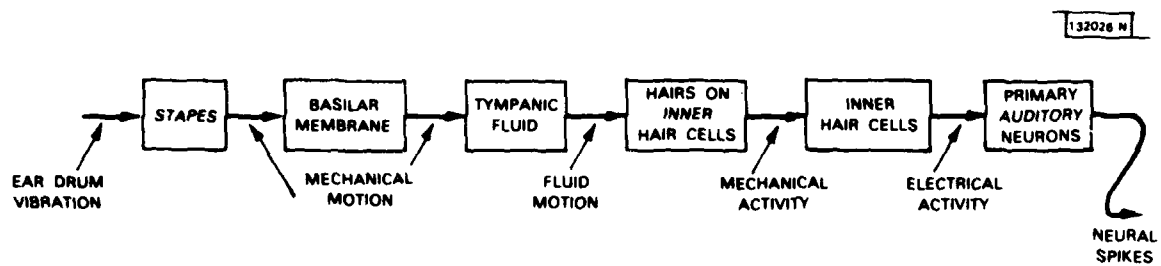 132026 N
STAPES
BASILAR
MEMBRANE
TYMPANIC
FLUID
HAIRS ON
INNER
HAIR CELLS
INNER
HAIR CELLS
PRIMARY
AUDITORY
NEURONS
EAR DRUM
VIBRATION
MECHANICAL
MOTION
FLUID
MOTION
MECHANICAL
ACTIVITY
ELECTRICAL
ACTIVITY
NEURAL
SPIKES